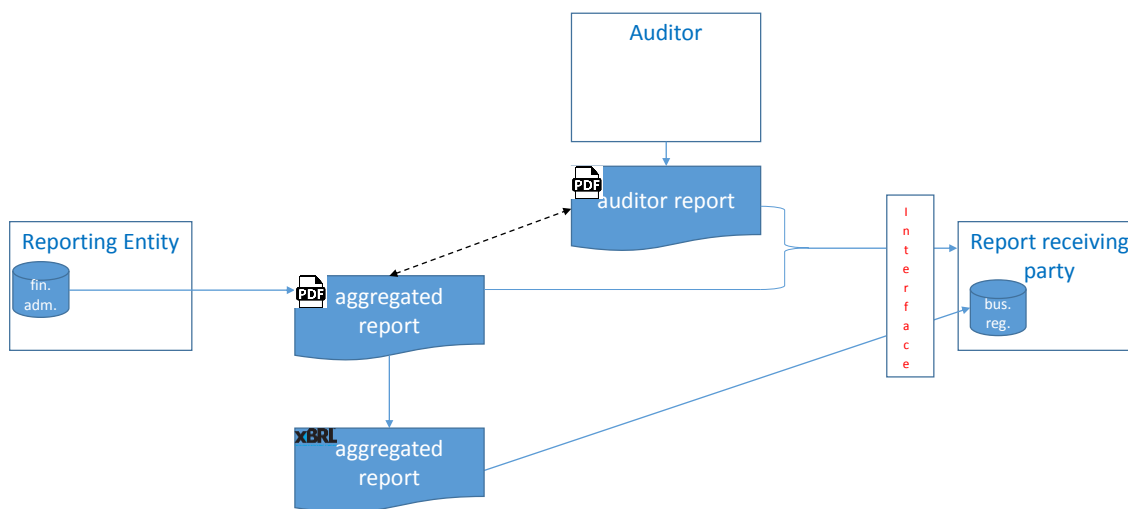 Auditor
PDF
auditor report
Reporting Entity
fin.
adm.
PDF
aggregated
report
xBRL
aggregated
report
Interface
Report receiving
party
bus.
reg.